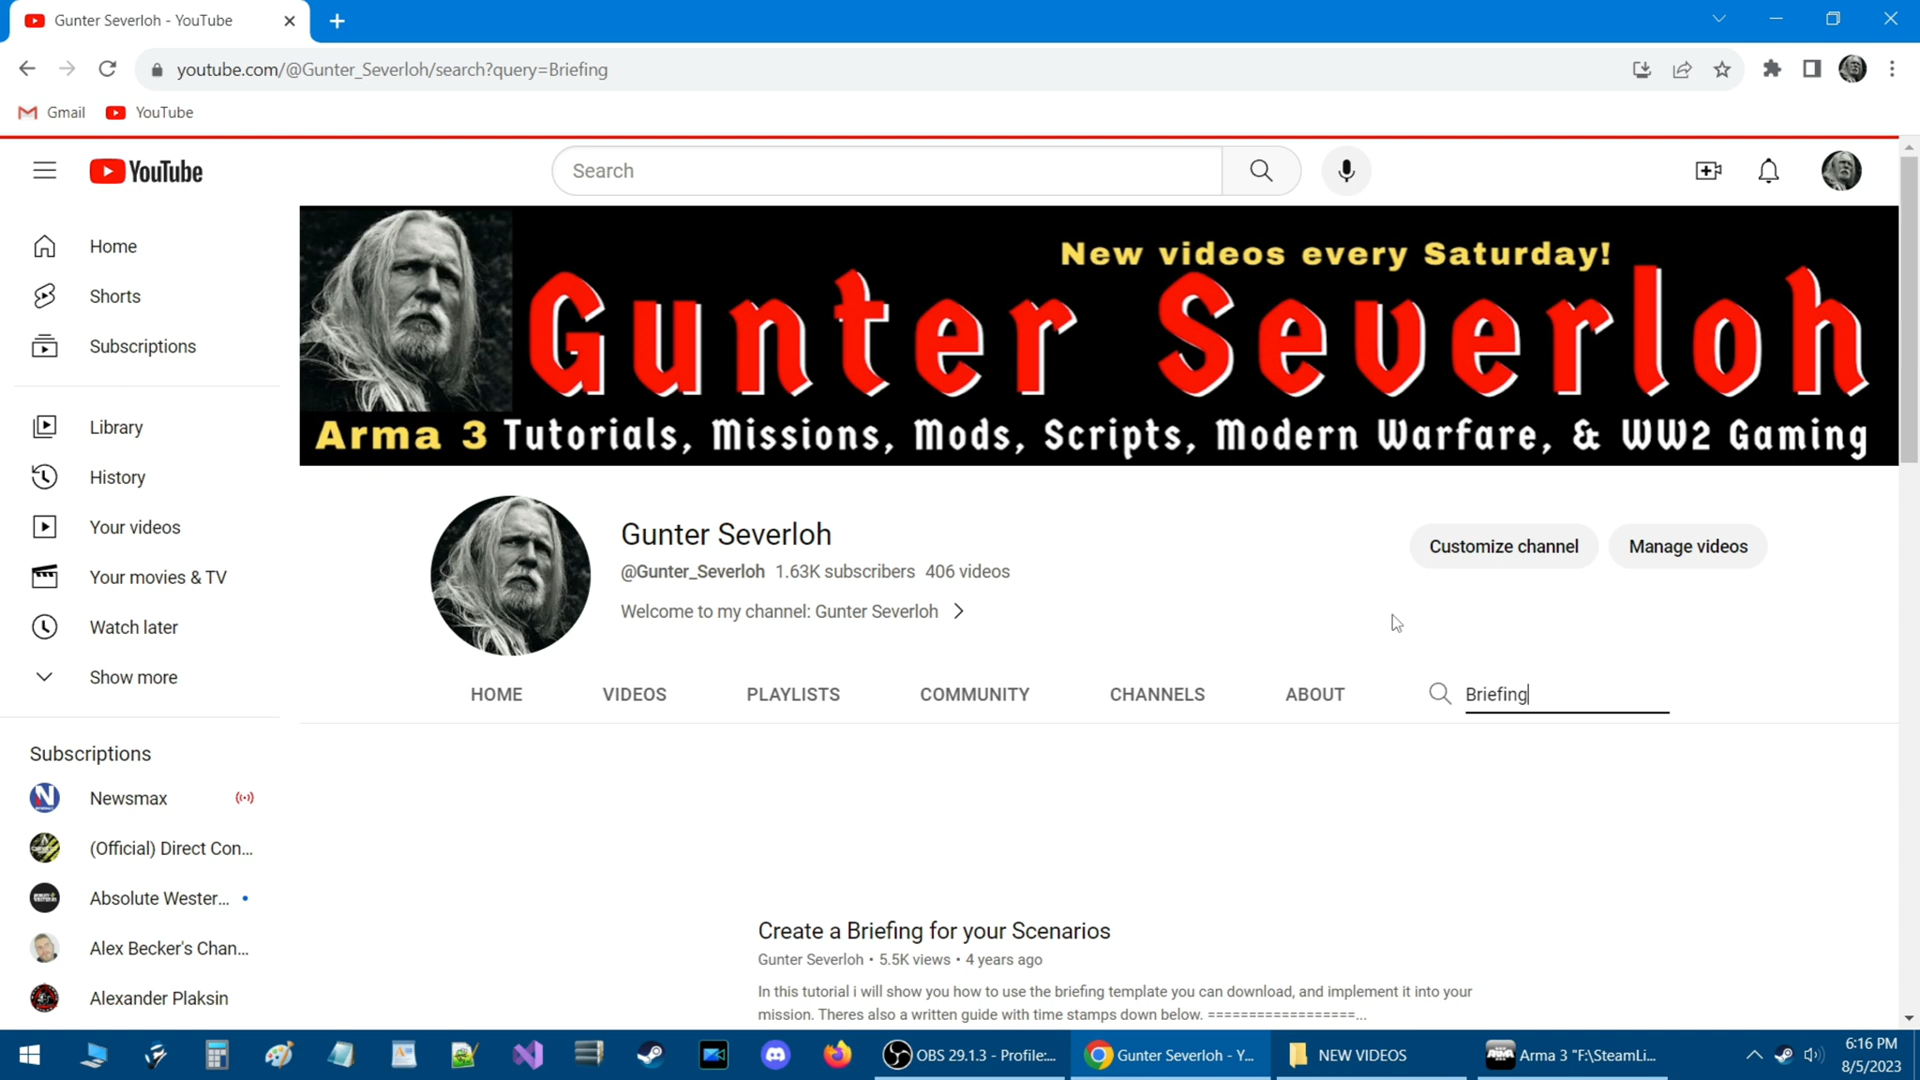 Gunter Severloh - YouTube
youtube.com/@Gunter_Severloh/search?query=Briefing
Gmail
YouTube
YouTube
Search
Home
Shorts
Subscriptions
Library
History
Your videos
Your movies & TV
Watch later
Show more
Subscriptions
Newsmax
(Official) Direct Con...
Absolute Wester...
Alex Becker's Chan...
Alexander Plaksin
New videos every Saturday!
Gunter Severloh
Arma 3 Tutorials, Missions, Mods, Scripts, Modern Warfare, & WW2 Gaming
Gunter Severloh
@Gunter_Severloh 1.63K subscribers 406 videos
Welcome to my channel: Gunter Severloh
Customize channel
Manage videos
HOME VIDEOS PLAYLISTS COMMUNITY CHANNELS ABOUT Briefing
Create a Briefing for your Scenarios
Gunter Severloh • 5.5K views • 4 years ago
In this tutorial i will show you how to use the briefing template you can download, and implement it into your
mission. Theres also a written guide with time stamps down below. ==================...
OBS 29.1.3 - Profile:...
Gunter Severloh - Y...
NEW VIDEOS
Arma 3 "F:\SteamLi...
6:16 PM
8/5/2023